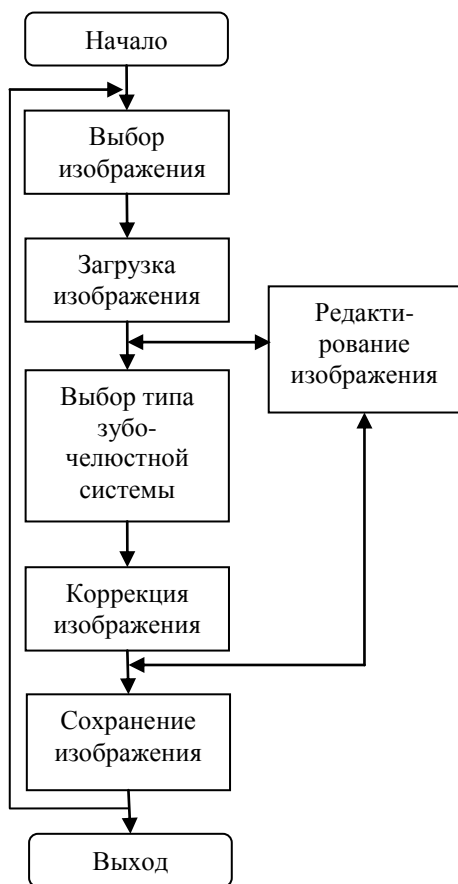 Начало
Выбор
изображения
Загрузка
изображения
Редакти-
рование
изображения
Выбор типа
зубо-
челюстной
системы
Коррекция
изображения
Сохранение
изображения
Выход